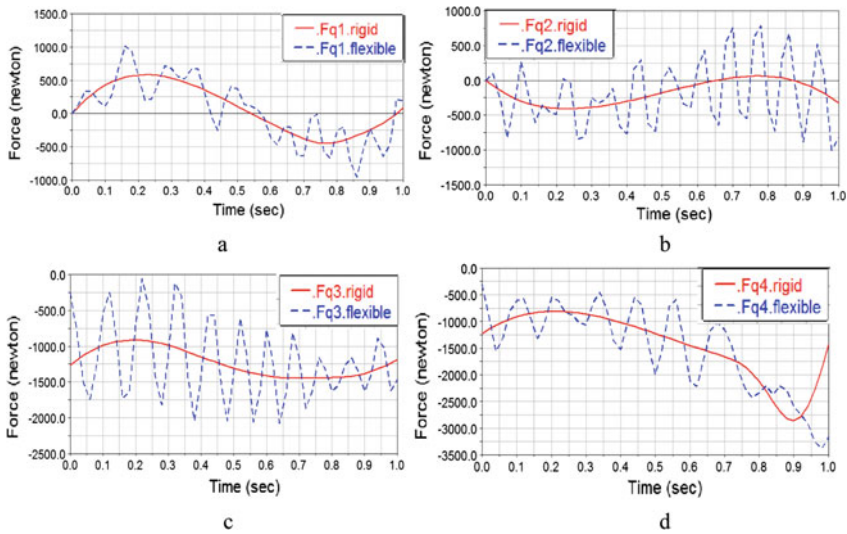 1500.0
1000.0
500.0
0.0
-500.0
-1000.0
Force (newton)
.Fq1.rigid
.Fq1.flexible
0.0 0.1 0.2 0.3 0.4 0.5 0.6 0.7 0.8 0.9 1.0
Time (sec)
a
1000.0
500.0
0.0
-500.0
-1000.0
-1500.0
Force (newton)
.Fq2.rigid
.Fq2.flexible
0.0 0.1 0.2 0.3 0.4 0.5 0.6 0.7 0.8 0.9 1.0
Time (sec)
b
0.0
-500.0
-1000.0
-1500.0
-2000.0
-2500.0
Force (newton)
.Fq3.rigid
.Fq3.flexible
0.0 0.1 0.2 0.3 0.4 0.5 0.6 0.7 0.8 0.9 1.0
Time (sec)
c
0.0
-500.0
-1000.0
-1500.0
-2000.0
-2500.0
-3000.0
-3500.0
Force (newton)
.Fq4.rigid
.Fq4.flexible
0.0 0.1 0.2 0.3 0.4 0.5 0.6 0.7 0.8 0.9 1.0
Time (sec)
d